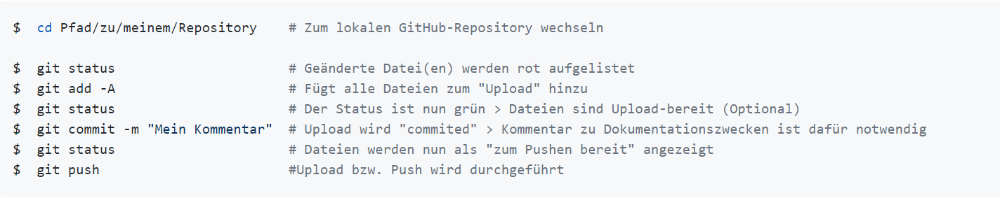 $ cd Pfad/zu/meinem/Repository # Zum lokalen GitHub-Repository wechseln
$ git status # Geänderte Datei(en) werden rot aufgelistet
$ git add -A # Fügt alle Dateien zum "Upload" hinzu
$ git status # Der Status ist nun grün > Dateien sind Upload-bereit (Optional)
$ git commit -m "Mein Kommentar" # Upload wird "commited" > Kommentar zu Dokumentationszwecken ist dafür notwendig
$ git status # Dateien werden nun als "zum Pushen bereit" angezeigt
$ git push #Upload bzw. Push wird durchgeführt